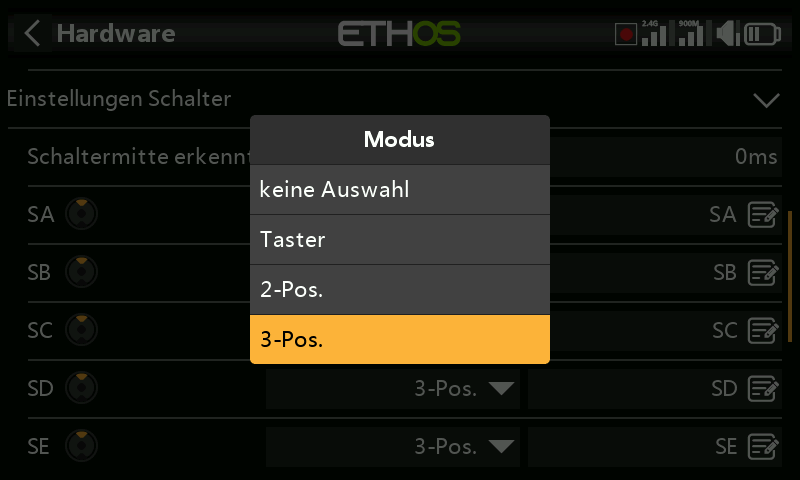 Hardware
ETHOS
2.4G 900M
Einstellungen Schalter
Schaltermitte erkennt
0ms
Modus
keine Auswahl
Taster
2-Pos.
3-Pos.
SA SA
SB SB
SC SC
SD 3-Pos. SD
SE 3-Pos. SE